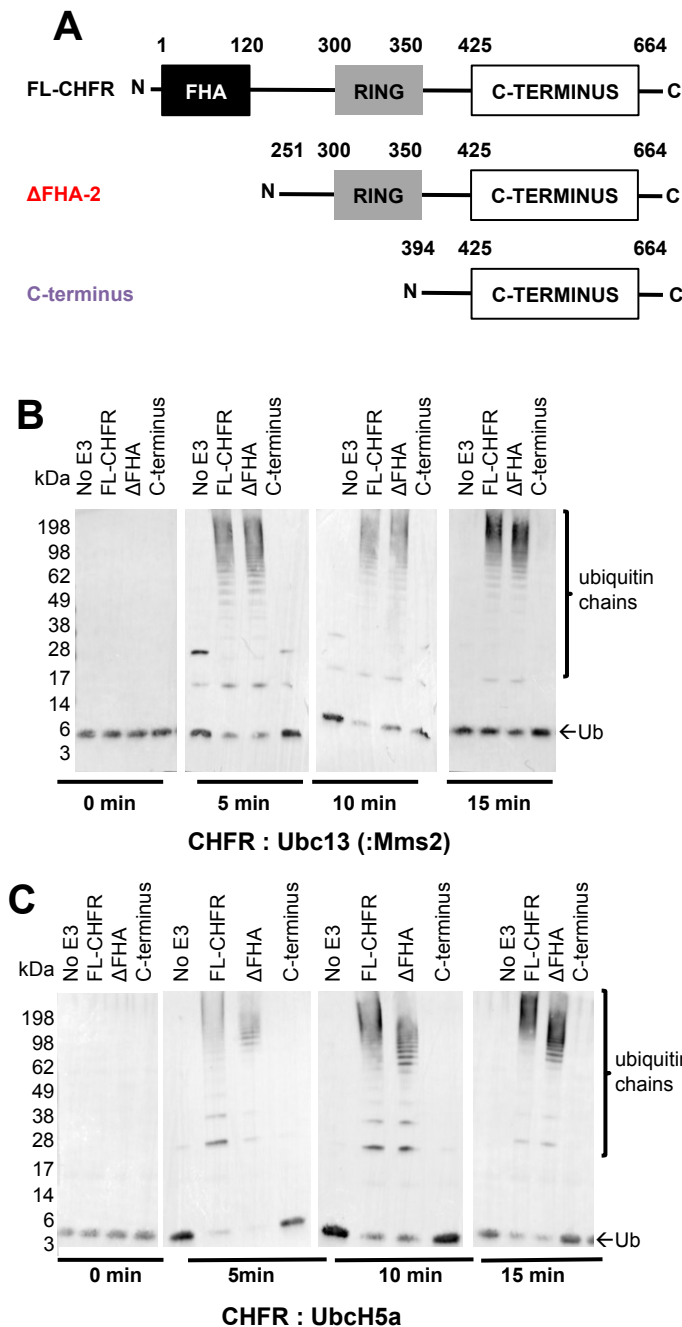 A
1 120 300 350 425 664
FL-CHFR N FHA RING C-TERMINUS C
251 300 350 425 664
ΔFHA-2 N RING C-TERMINUS C
394 425 664
C-terminus N C-TERMINUS C
B
No E3 FL-CHFR ΔFHA C-terminus No E3 FL-CHFR ΔFHA C-terminus No E3 FL-CHFR ΔFHA C-terminus No E3 FL-CHFR ΔFHA C-terminus
kDa
198
98
62
49
38
28
17
14
6
3
ubiquitin
chains
←Ub
0 min 5 min 10 min 15 min
CHFR : Ubc13 (:Mms2)
C
No E3 FL-CHFR ΔFHA C-terminus No E3 FL-CHFR ΔFHA C-terminus No E3 FL-CHFR ΔFHA C-terminus No E3 FL-CHFR ΔFHA C-terminus
kDa
198
98
62
49
38
28
17
14
6
3
ubiquitin
chains
←Ub
0 min 5min 10 min 15 min
CHFR : UbcH5a